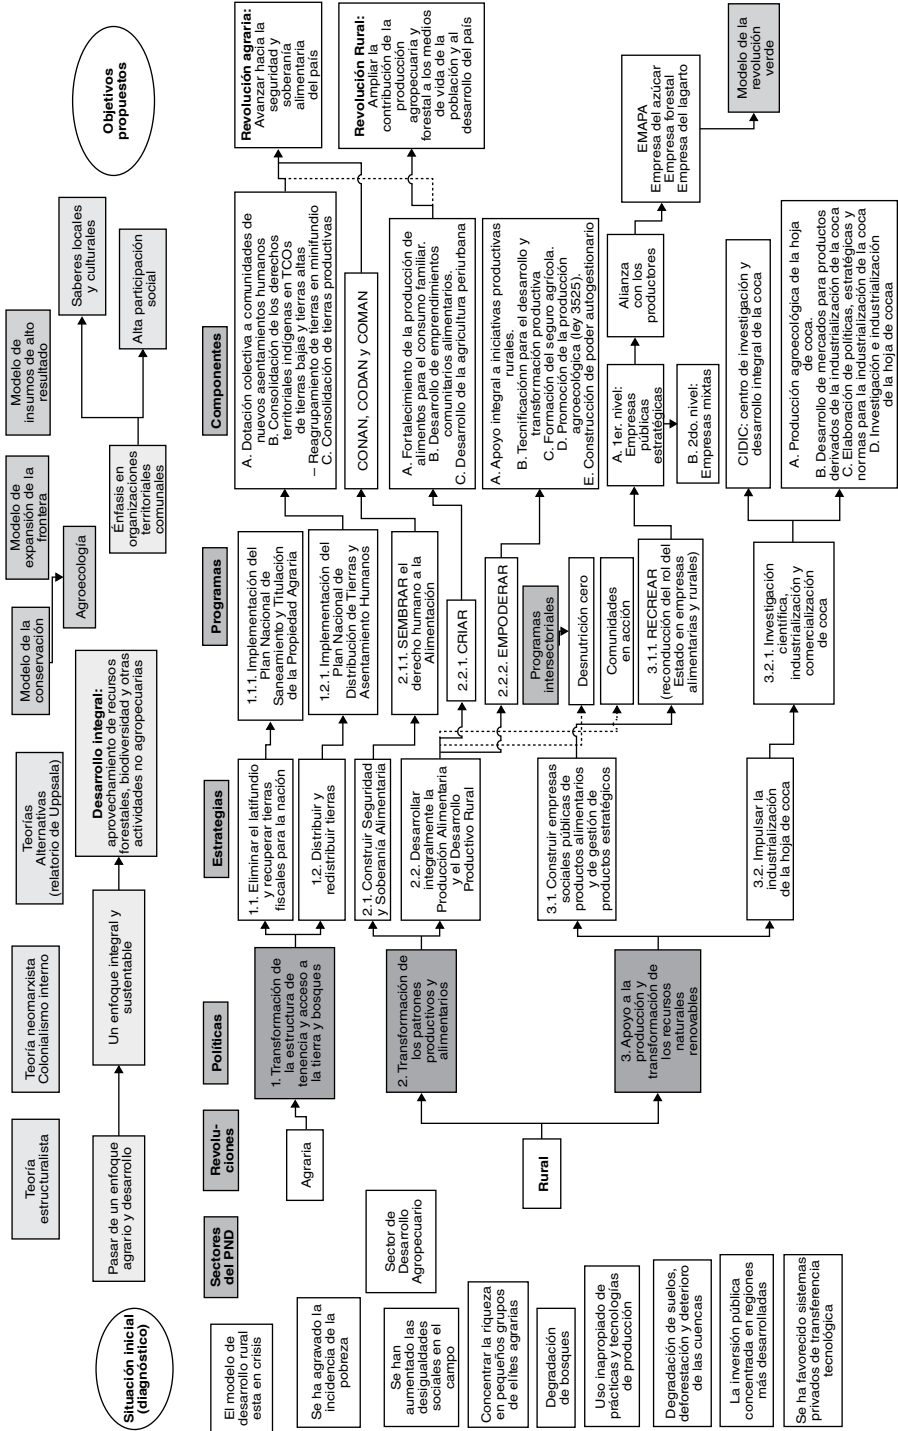 Situación inicial
(diagnóstico)
Teoría
estructuralista
Teoría neomarxista
Colonialismo interno
Teorías
Alternativas
(relatorio de Uppsala)
Modelo de la
conservación
Modelo de
expansión de la
frontera
Modelo de
insumos de alto
resultado
Agroecología
Pasar de un enfoque
agrario y desarrollo
Un enfoque integral y
sustentable
Desarrollo integral:
aprovechamiento de recursos
forestales, biodiversidad y otras
actividades no agropecuarias
Énfasis en
organizaciones
territoriales
comunales
Saberes locales
y culturales
Alta participación
social
Objetivos
propuestos
Sectores
del PND
Revolu-
ciones
Políticas
Estrategias
Programas
Componentes
El modelo de
desarrollo rural
esta en crisis
Se ha agravado la
incidencia de la
pobreza
Se han
aumentado las
desigualdades
sociales en el
campo
Concentrar la riqueza
en pequeños grupos
de elítes agrarias
Degradación
de bosques
Uso inapropiado de
prácticas y tecnologías
de producción
Degradación de suelos,
deforestación y deterioro
de las cuencas
La inversión pública
concentrada en regiones
más desarrolladas
Se ha favorecido sistemas
privados de transferencia
tecnológica
Sector de
Desarrollo
Agropecuario
Agraria
Rural
1. Transformación de
la estructura de
tenencia y acceso a
la tierra y bosques
2. Transformación de
los patrones
productivos y
alimentarios
3. Apoyo a la
producción y
transformación de
los recursos
naturales
renovables
1.1. Eliminar el latifundio
y recuperar tierras
fiscales para la nación
1.2. Distribuir y
redistribuir tierras
2.1. Construir Seguridad
y Soberanía Alimentaria
2.2. Desarrollar
integralmente la
Producción Alimentaria
y el Desarrollo
Productivo Rural
3.1. Construir empresas
sociales públicas de
productos alimentarios
y de gestión de
productos estratégicos
3.2. Impulsar la
industrialización
de la hoja de coca
1.1.1. Implementación del
Plan Nacional de
Saneamiento y Titulación
de la Propiedad Agraria
1.2.1. Implementación del
Plan Nacional de
Distribución de Tierras y
Asentamiento Humanos
2.1.1. SEMBRAR el
derecho humano a la
Alimentación
2.2.1. CRIAR
2.2.2. EMPODERAR
Programas
intersectoriales
Desnutrición cero
Comunidades
en acción
3.1.1. RECREAR
(reconducción del rol del
Estado en empresas
alimentarias y rurales)
3.2.1. Investigación
científica,
industrialización y
comercialización
de coca
A. Dotación colectiva a comunidades de
nuevos asentamientos humanos
B. Consolidación de los derechos
territoriales indígenas en TCOs
de tierras bajas y tierras altas
– Reagrupamiento de tierras en minifundio
C. Consolidación de tierras productivas
CONAN, CODAN y COMAN
A. Fortalecimiento de la producción de
alimentos para el consumo familiar.
B. Desarrollo de emprendimientos
comunitarios alimentarios.
C. Desarrollo de la agricultura periurbana
A. Apoyo integral a iniciativas productivas
rurales.
B. Tecnificaciónn para el desarrollo y
transformación productiva
C. Formación del seguro agrícola.
D. Promoción de la producción
agroecológica (ley 3525).
E. Construcción de poder autogestionario
A. 1er. nivel:
Empresas
públicas
estratégicas
B. 2do. nivel:
Empresas mixtas
Alianza
con los
productores
EMAPA
Empresa del azúcar
Empresa forestal
Empresa del lagarto
Modelo de la
revolución
verde
CIDIC: centro de investigación y
desarrollo integral de la coca
A. Producción agroecológica de la hoja
de coca.
B. Desarrollo de mercados para productos
derivados de la industrialización de la coca
C. Elaboración de políticas, estratégicas y
normas para la industrialización de la coca
D. Investigación e industrialización
de la hoja de cocaa
Revolución agraria:
Avanzar hacia la
seguridad y
soberanía
alimentaria
del país
Revolución Rural:
Ampliar la
contribución de la
producción
agropecuaria y
forestal a los medios
de vida de la
población y al
desarrollo del país